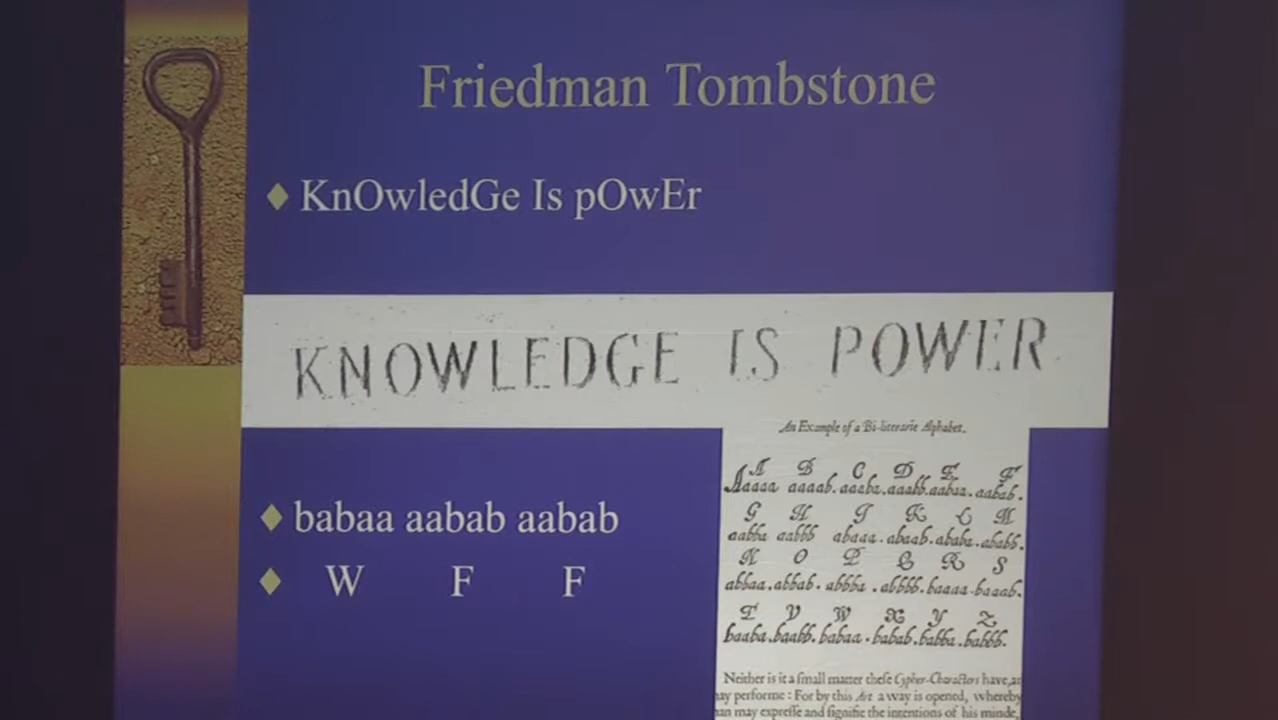 Friedman Tombstone
KnOwledGe Is pOwEr
KNOWLEDGE IS POWER
babaa aabab aabab
W F F
An Example of a Bi-literarie Alphabet.
A B C D E F
Aaaaa aaaab. aaaba. aaabb. aabaa. aabab.
G H I K L M
aabba aabbb abaaa. abaab. ababa. ababb.
N O P Q R S
abbaa. abbab. abbba. abbbb. baaaa. baaab.
T V W X Y Z
baaba. baabb. babaa. babab. babba. babbb.
Neither is it a small matter these Cypher-Characters have, an
ay performe: For by this Art a way is opened, whereby
an may expresse and signifie the intentions of his minde,